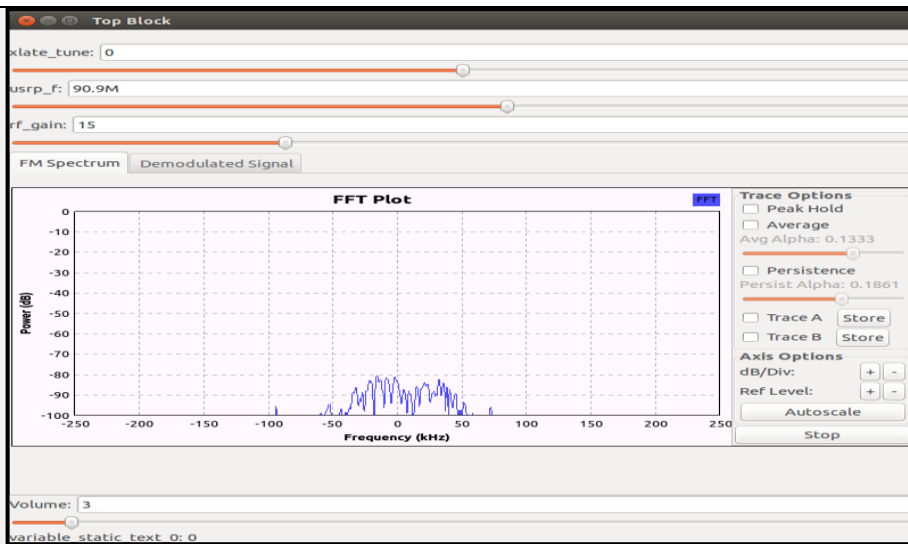 Top Block
xlate_tune: 0
usrp_f: 90.9M
rf_gain: 15
FM Spectrum Demodulated Signal
FFT Plot
FFT
0
-10
-20
-30
-40
-50
-60
-70
-80
-90
-100
Power (dB)
-250 -200 -150 -100 -50 0 50 100 150 200 250
Frequency (kHz)
Trace Options
Peak Hold
Average
Avg Alpha: 0.1333
Persistence
Persist Alpha: 0.1861
Trace A Store
Trace B Store
Axis Options
dB/Div: + -
Ref Level: + -
Autoscale
Stop
Volume: 3
variable_static_text_0: 0